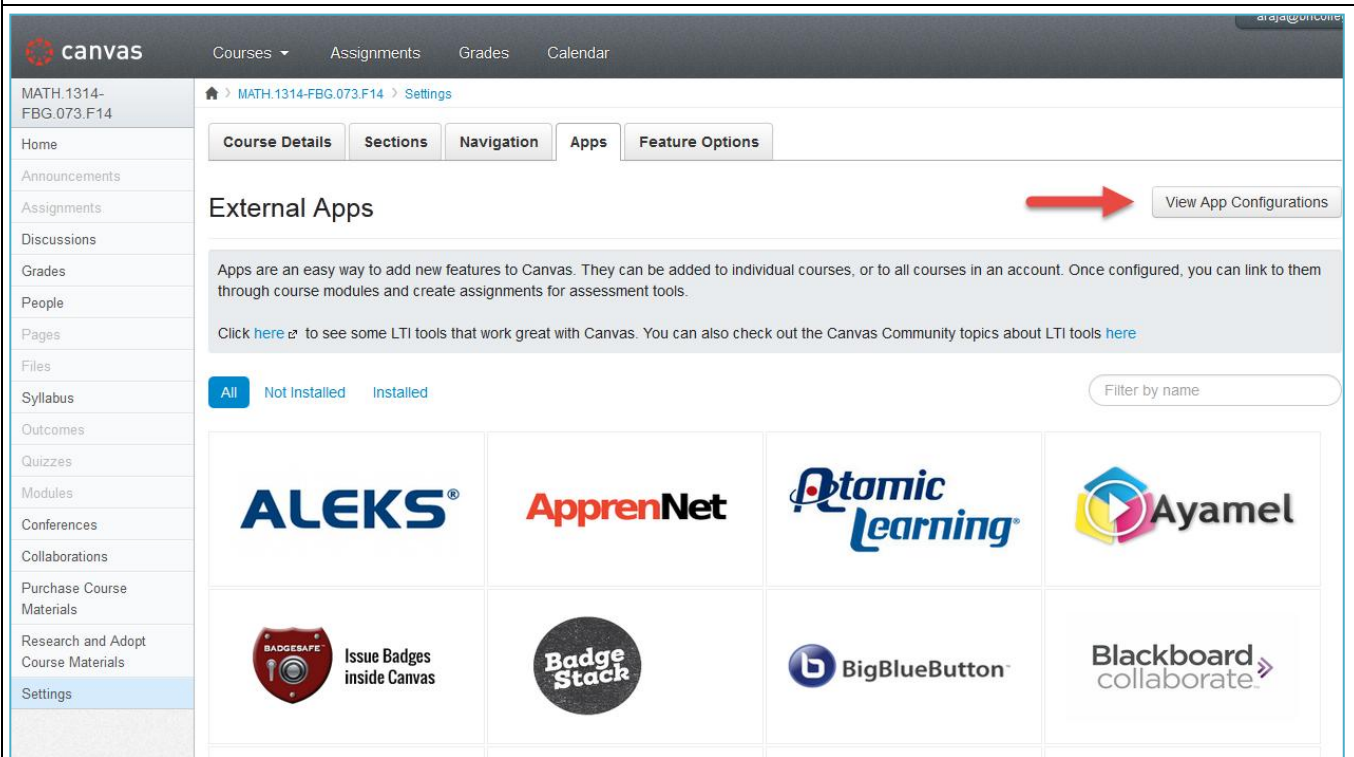 canvas
Courses
Assignments
Grades
Calendar
MATH.1314-
FBG.073.F14
Home
Announcements
Assignments
Discussions
Grades
People
Pages
Files
Syllabus
Outcomes
Quizzes
Modules
Conferences
Collaborations
Purchase Course
Materials
Research and Adopt
Course Materials
Settings
MATH.1314-FBG.073.F14 > Settings
Course Details
Sections
Navigation
Apps
Feature Options
External Apps
View App Configurations
Apps are an easy way to add new features to Canvas. They can be added to individual courses, or to all courses in an account. Once configured, you can link to them
through course modules and create assignments for assessment tools.
Click here to see some LTI tools that work great with Canvas. You can also check out the Canvas Community topics about LTI tools here
All
Not Installed
Installed
Filter by name
ALEKS®
ApprenNet
Atomic
Learning®
Ayamel
BADGESAFE™
Issue Badges
inside Canvas
Badge
Stack
b BigBlueButton™
Blackboard
collaborate™